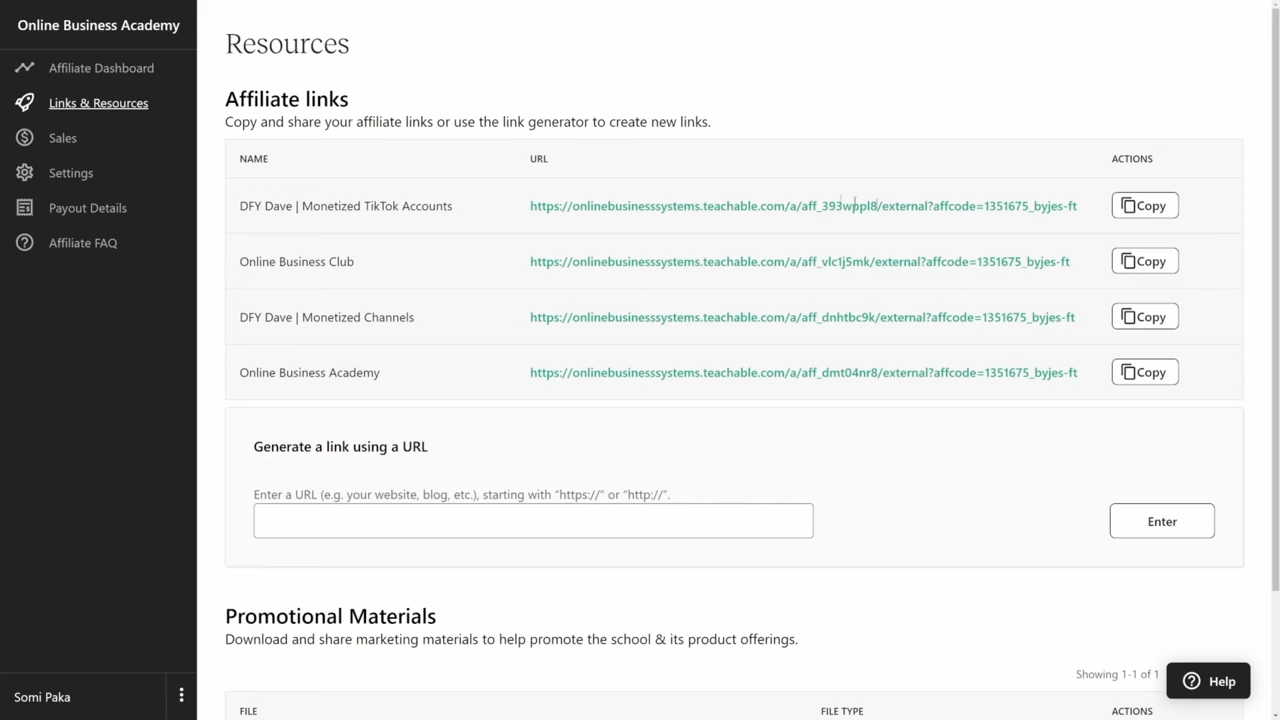 Online Business Academy
Affiliate Dashboard
Links & Resources
Sales
Settings
Payout Details
Affiliate FAQ
Somi Paka
Resources
Affiliate links
Copy and share your affiliate links or use the link generator to create new links.
NAME URL ACTIONS
DFY Dave | Monetized TikTok Accounts https://onlinebusinesssystems.teachable.com/a/aff_393wppl8/external?affcode=1351675_byjes-ft Copy
Online Business Club https://onlinebusinesssystems.teachable.com/a/aff_vlc1j5mk/external?affcode=1351675_byjes-ft Copy
DFY Dave | Monetized Channels https://onlinebusinesssystems.teachable.com/a/aff_dnhtbc9k/external?affcode=1351675_byjes-ft Copy
Online Business Academy https://onlinebusinesssystems.teachable.com/a/aff_dmt04nr8/external?affcode=1351675_byjes-ft Copy
Generate a link using a URL
Enter a URL (e.g. your website, blog, etc.), starting with "https://" or "http://".
Enter
Promotional Materials
Download and share marketing materials to help promote the school & its product offerings.
Showing 1-1 of 1
Help
FILE FILE TYPE ACTIONS